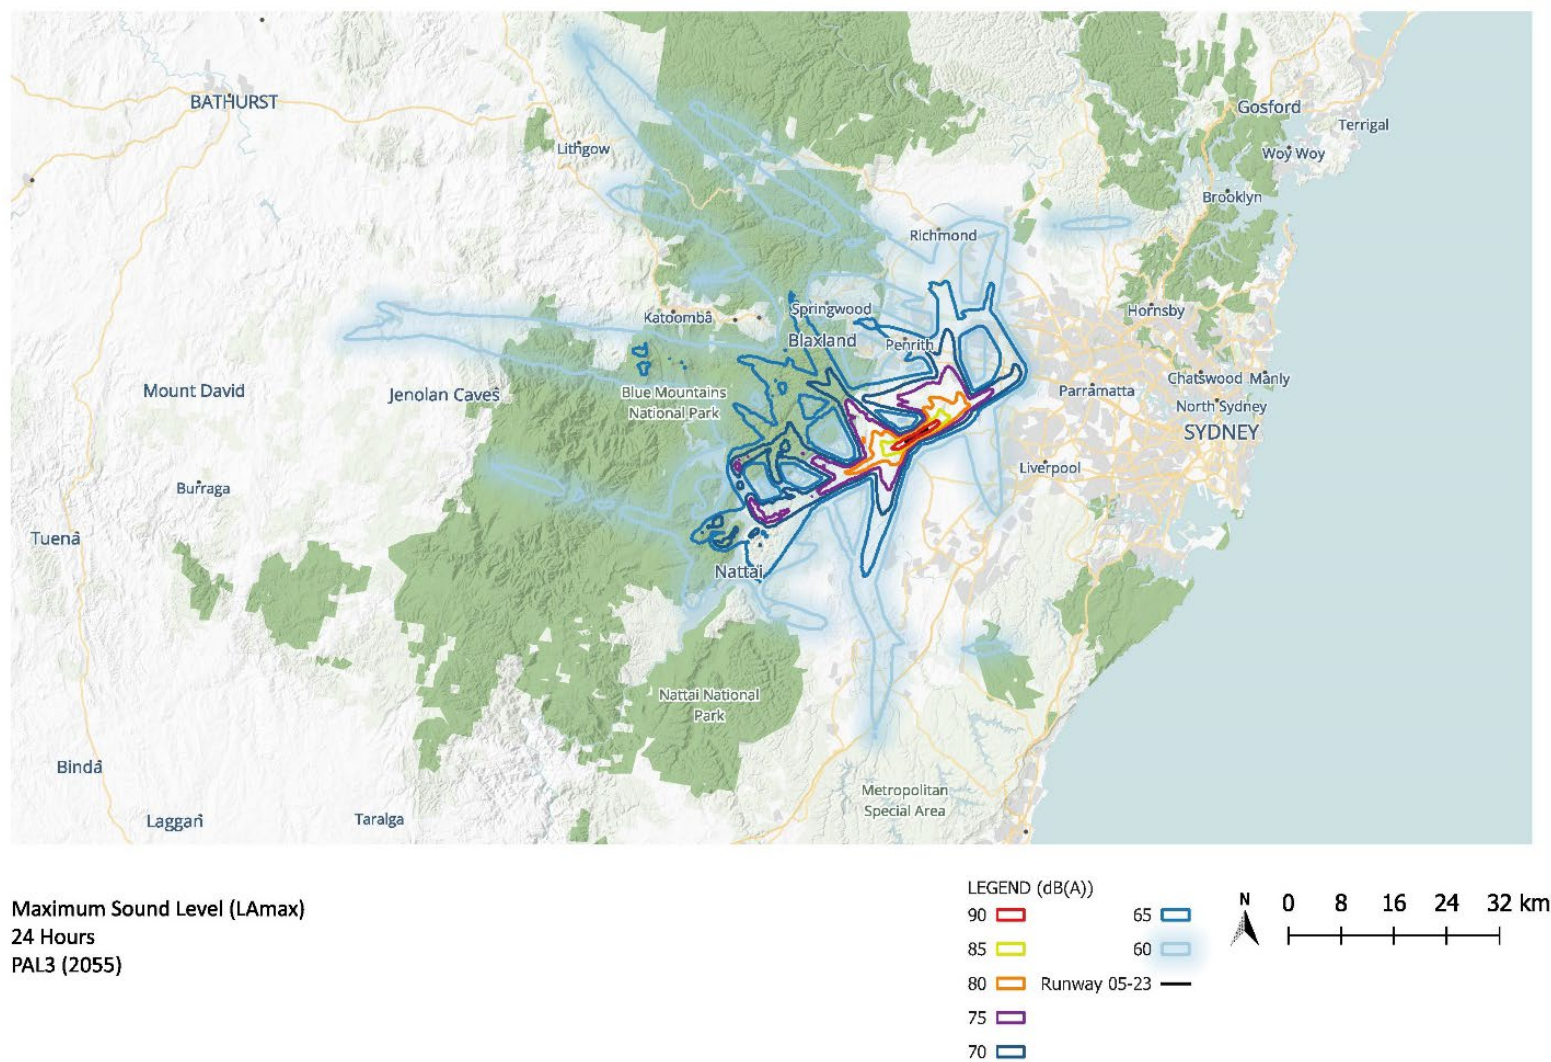 Gosford
BATHURST
Terrigal
Lithgow
Woy Woy
Brooklyn
Richmond
Springwood
Hornsby
Katoomba
Blaxland
Penrith
Chatswood Manly
Mount David
Jenolan Caves
Blue Mountains
National Park
Parramatta
North Sydney
SYDNEY
Liverpool
Burraga
Tuena
Nattai
Nattai National
Park
Binda
Metropolitan
Special Area
Laggan
Taralga
Maximum Sound Level (LAmax)
24 Hours
PAL3 (2055)
LEGEND (dB(A))
90
85
80
75
70
65
60
Runway 05-23
N
0 8 16 24 32 km